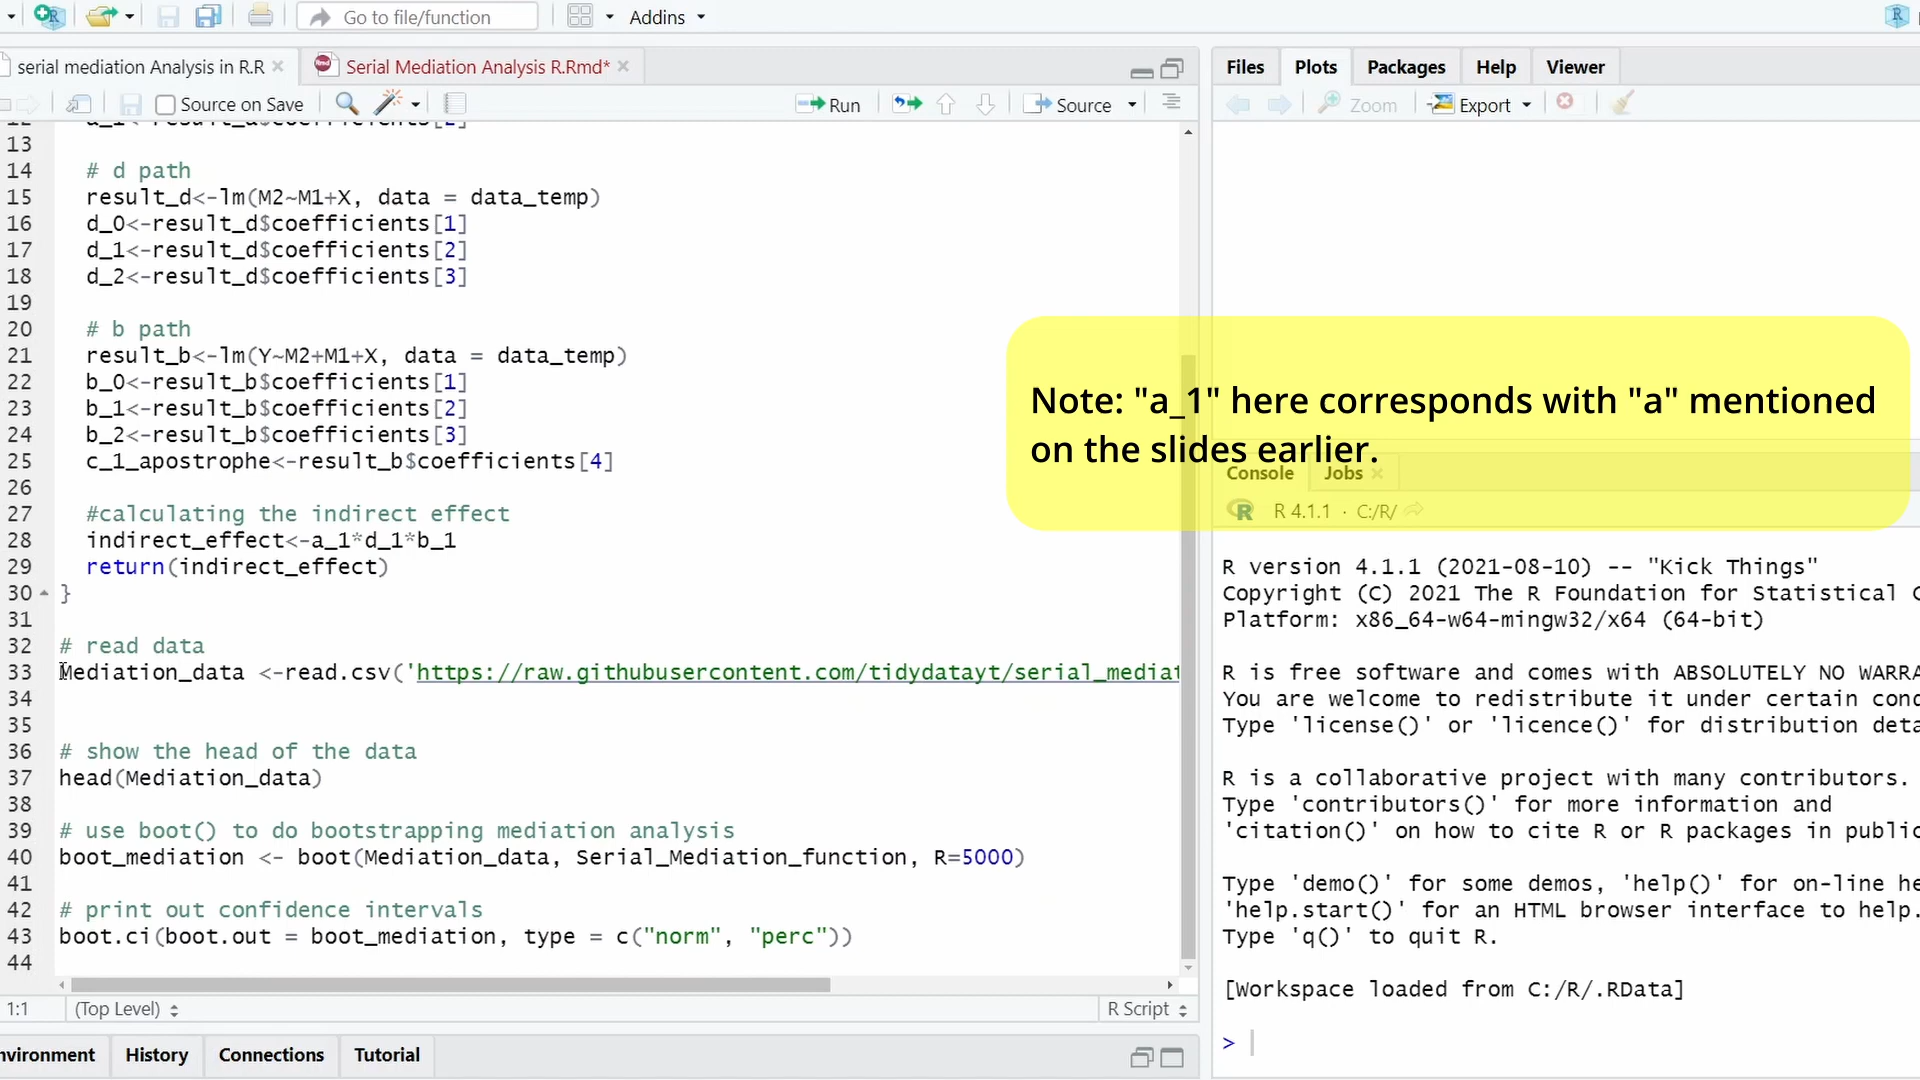 Go to file/function
Addins
serial mediation Analysis in R.R
Serial Mediation Analysis R.Rmd*
Source on Save
Run
Source
13
14 # d path
15 result_d<-lm(M2~M1+X, data = data_temp)
16 d_0<-result_d$coefficients[1]
17 d_1<-result_d$coefficients[2]
18 d_2<-result_d$coefficients[3]
19
20 # b path
21 result_b<-lm(Y~M2+M1+X, data = data_temp)
22 b_0<-result_b$coefficients[1]
23 b_1<-result_b$coefficients[2]
24 b_2<-result_b$coefficients[3]
25 c_1_apostrophe<-result_b$coefficients[4]
26
27 #calculating the indirect effect
28 indirect_effect<-a_1*d_1*b_1
29 return(indirect_effect)
30 }
31
32 # read data
33 Mediation_data <-read.csv('https://raw.githubusercontent.com/tidydatayt/serial_mediat
34
35
36 # show the head of the data
37 head(Mediation_data)
38
39 # use boot() to do bootstrapping mediation analysis
40 boot_mediation <- boot(Mediation_data, Serial_Mediation_function, R=5000)
41
42 # print out confidence intervals
43 boot.ci(boot.out = boot_mediation, type = c("norm", "perc"))
44
1:1 (Top Level) R Script
nvironment History Connections Tutorial
Files Plots Packages Help Viewer
Zoom Export
Note: "a_1" here corresponds with "a" mentioned
on the slides earlier.
Console Jobs
R 4.1.1 · C:/R/
R version 4.1.1 (2021-08-10) -- "Kick Things"
Copyright (C) 2021 The R Foundation for Statistical C
Platform: x86_64-w64-mingw32/x64 (64-bit)
R is free software and comes with ABSOLUTELY NO WARRA
You are welcome to redistribute it under certain cond
Type 'license()' or 'licence()' for distribution deta
R is a collaborative project with many contributors.
Type 'contributors()' for more information and
'citation()' on how to cite R or R packages in public
Type 'demo()' for some demos, 'help()' for on-line he
'help.start()' for an HTML browser interface to help.
Type 'q()' to quit R.
[Workspace loaded from C:/R/.RData]
>